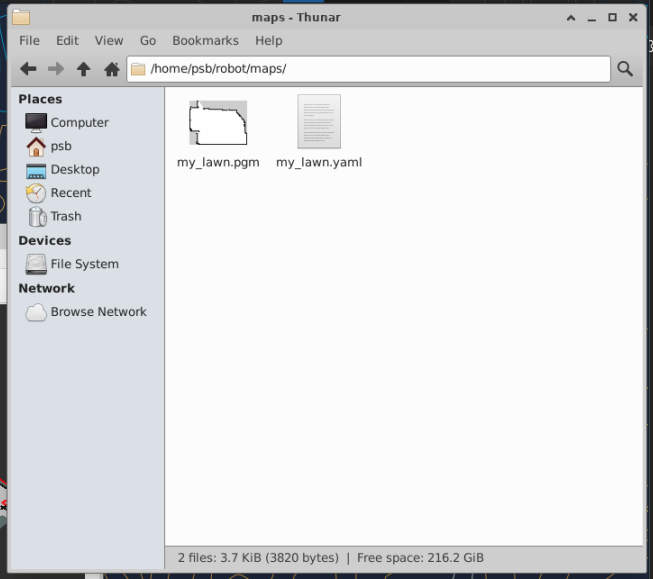 maps - Thunar
File Edit View Go Bookmarks Help
/home/psb/robot/maps/
Places
Computer
psb
Desktop
Recent
Trash
Devices
File System
Network
Browse Network
my_lawn.pgm my_lawn.yaml
2 files: 3.7 KiB (3820 bytes) | Free space: 216.2 GiB